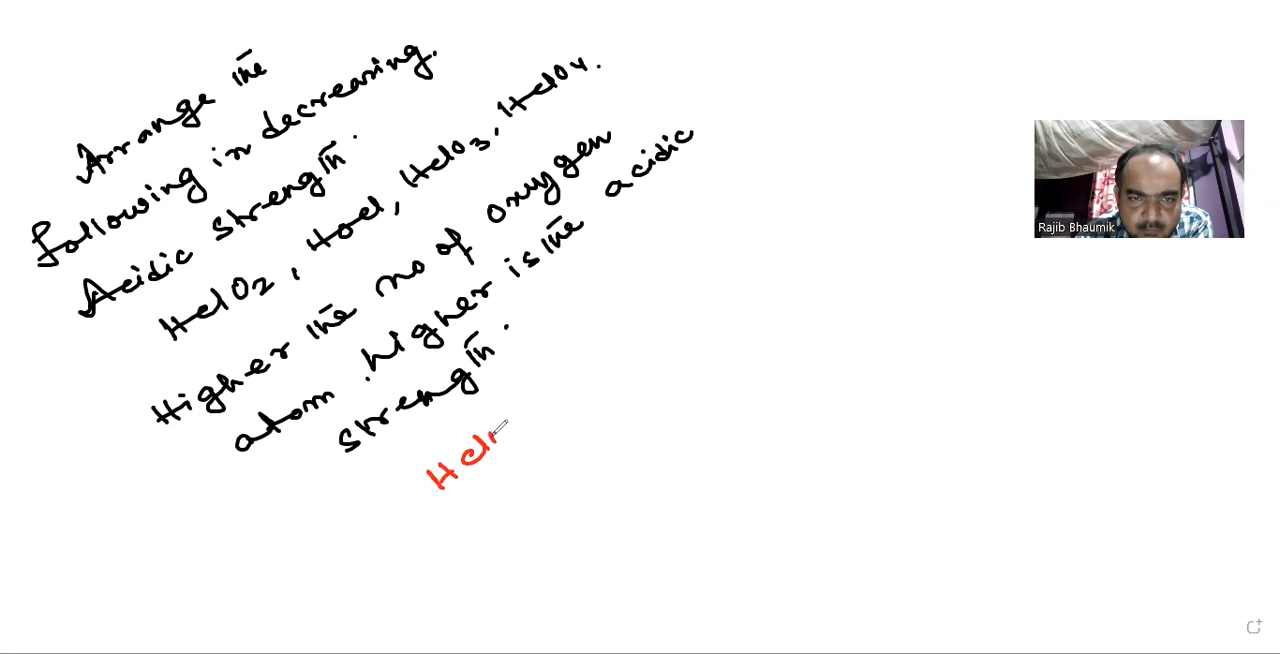 Arrange the
following in decreasing.
Acidic strength.
HClO2, HOCl, HClO3, HClO4.
Higher the no of oxygen
atom. higher is the acidic
strength.
HCl
Rajib Bhaumik